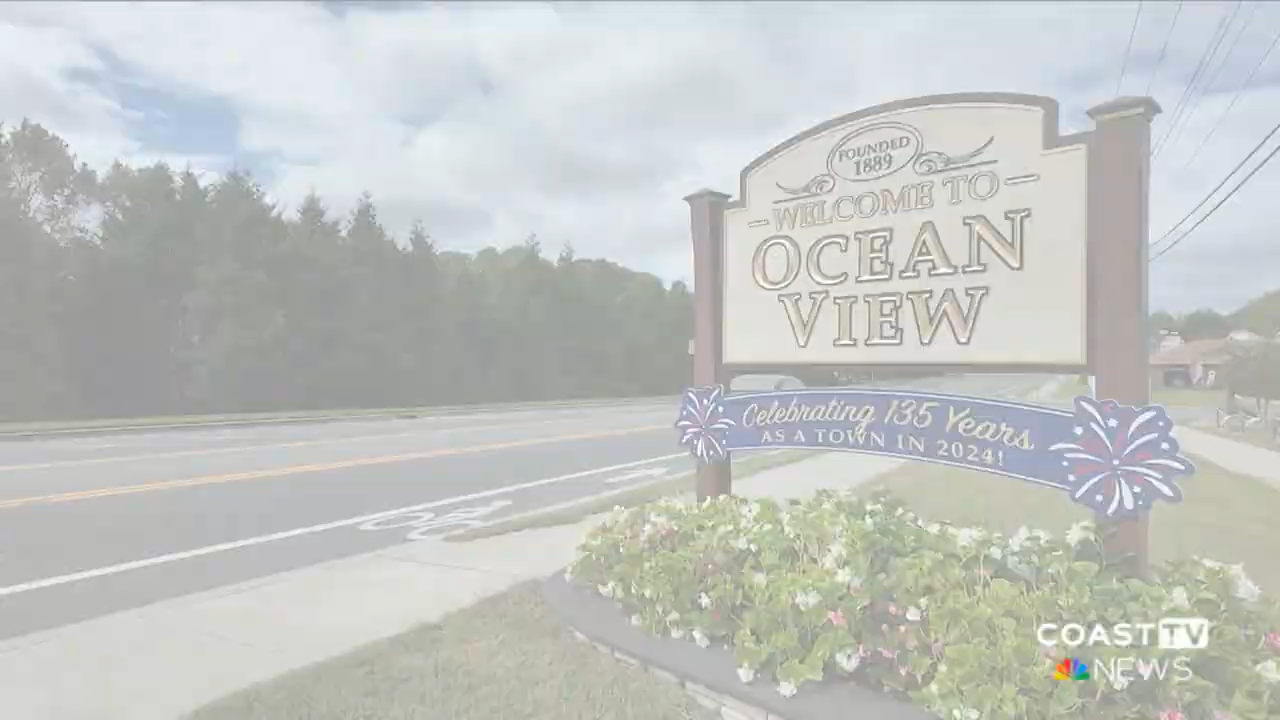 FOUNDED
1889
WELCOME TO
OCEAN
VIEW
Celebrating 135 Years
AS A TOWN IN 2024!
COAST TV
NEWS